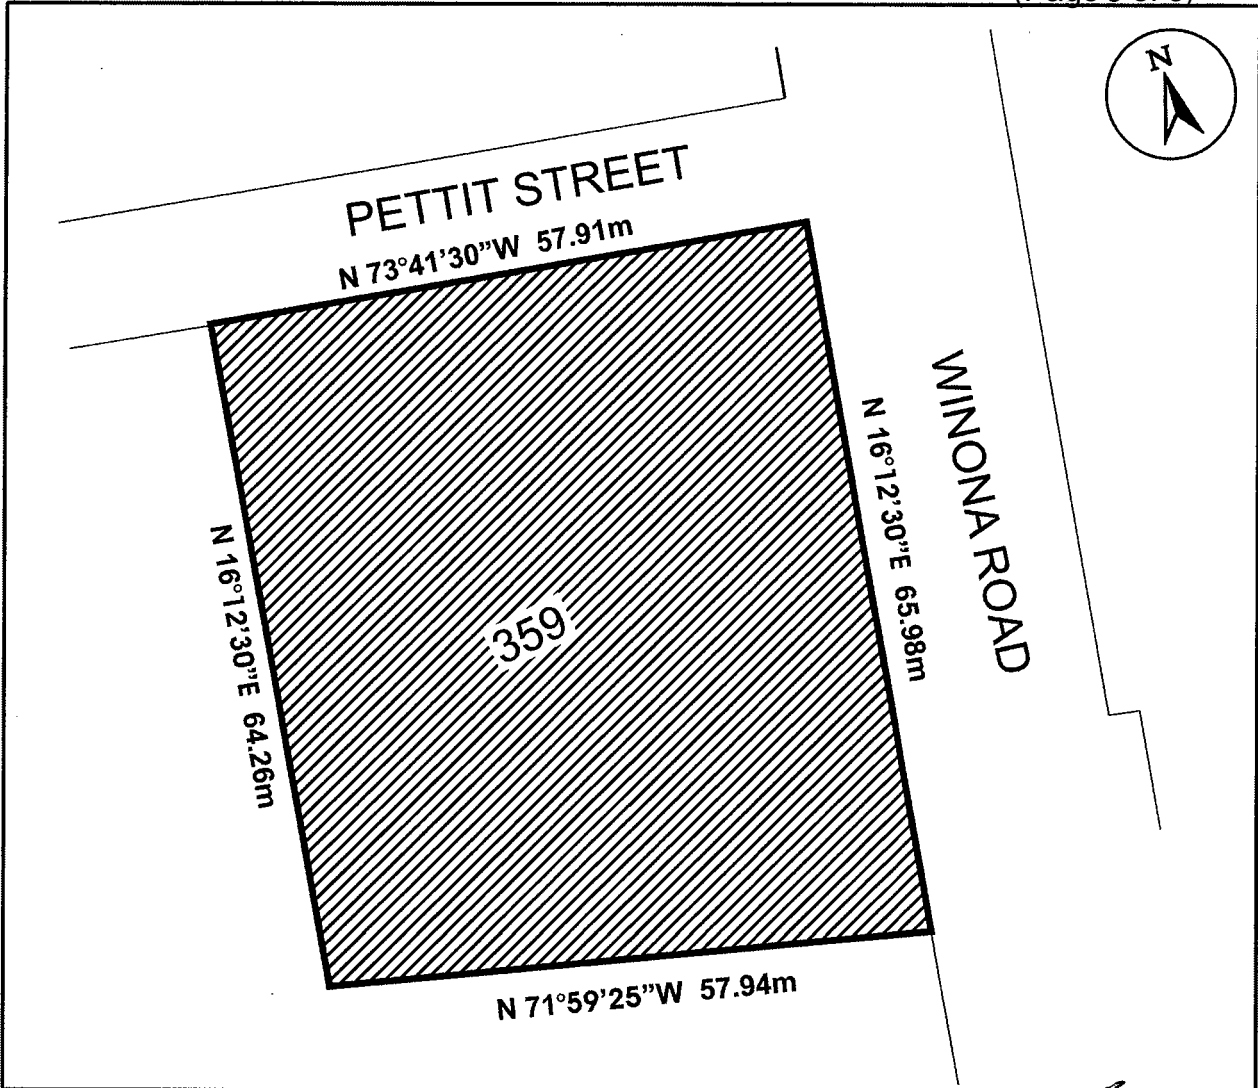 N
PETTIT STREET
N 73°41'30"W 57.91m
WINONA ROAD
N 16°12'30"E 65.98m
N 16°12'30"E 64.26m
359
N 71°59'25"W 57.94m